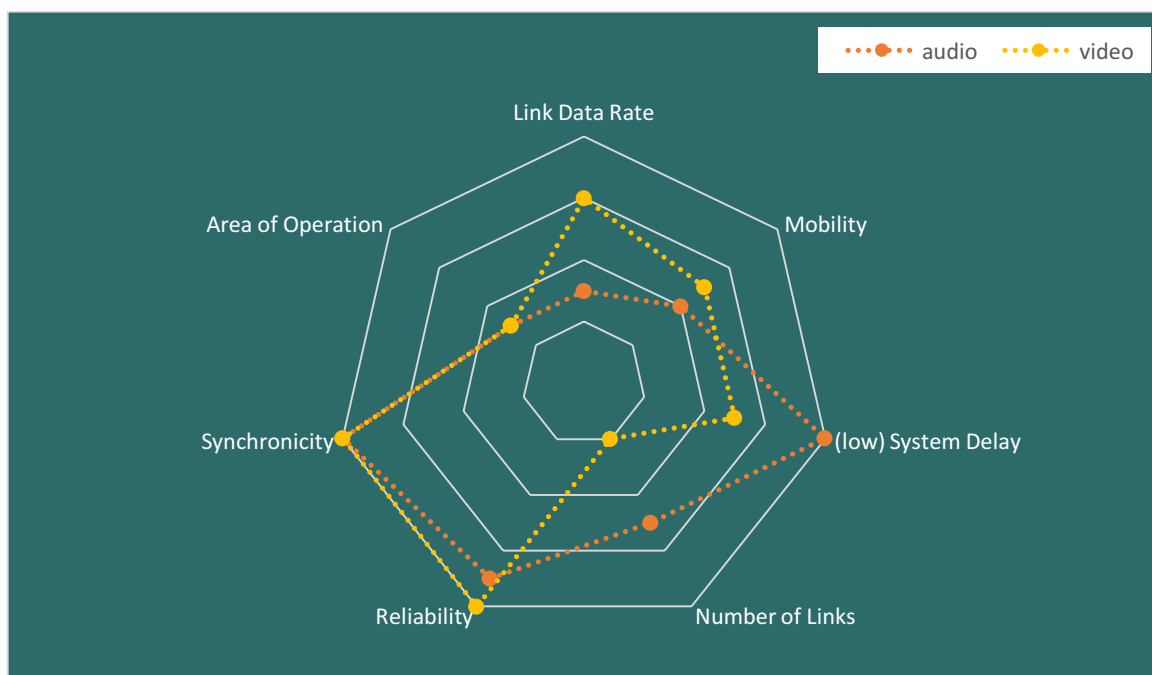 audio
video
Link Data Rate
Area of Operation
Mobility
Synchronicity
(low) System Delay
Reliability
Number of Links